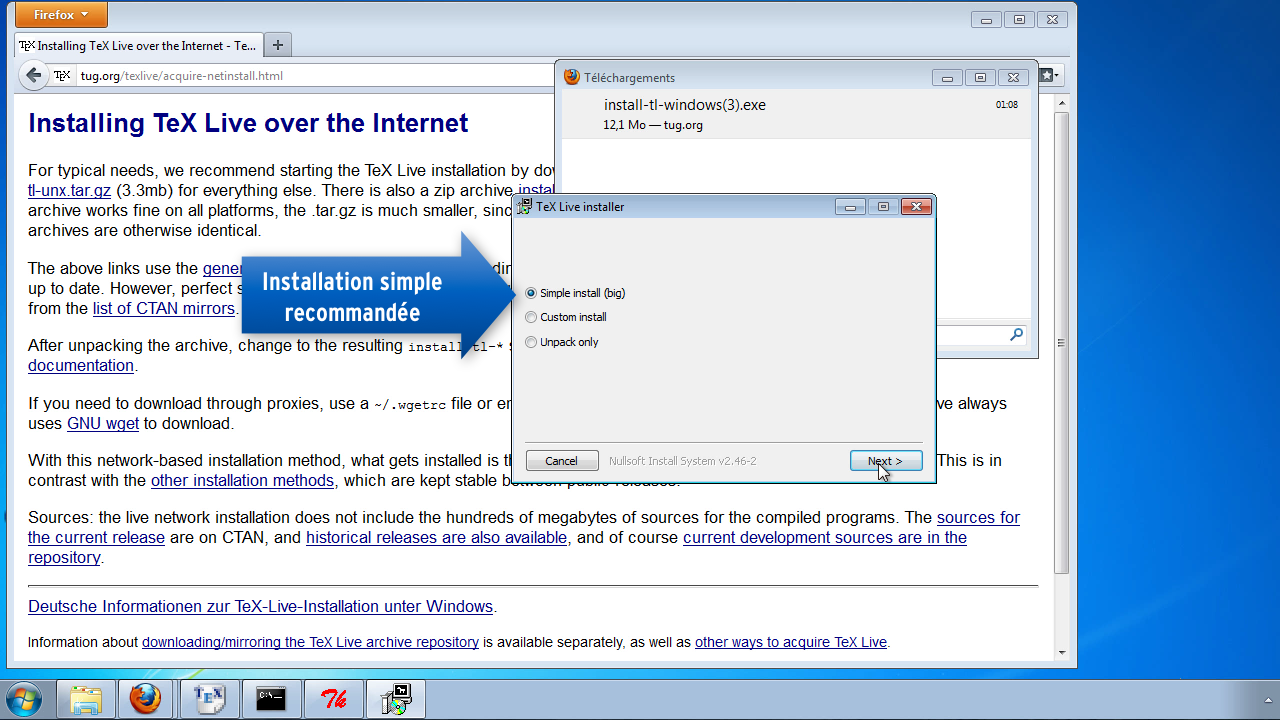 Firefox
TEX Installing TeX Live over the Internet - Te...
TEX tug.org/texlive/acquire-netinstall.html
Téléchargements
install-tl-windows(3).exe
01:08
12,1 Mo — tug.org
Installing TeX Live over the Internet
For typical needs, we recommend starting the TeX Live installation by dow
tl-unx.tar.gz (3.3mb) for everything else. There is also a zip archive instal
archive works fine on all platforms, the .tar.gz is much smaller, sinc
archives are otherwise identical.
The above links use the gener
up to date. However, perfect s
from the list of CTAN mirrors.
After unpacking the archive, change to the resulting install-tl-* s
documentation.
If you need to download through proxies, use a ~/.wgetrc file or en
ve always
uses GNU wget to download.
With this network-based installation method, what gets installed is th
This is in
contrast with the other installation methods, which are kept stable between public releases.
Sources: the live network installation does not include the hundreds of megabytes of sources for the compiled programs. The sources for
the current release are on CTAN, and historical releases are also available, and of course current development sources are in the
repository.
Deutsche Informationen zur TeX-Live-Installation unter Windows.
Information about downloading/mirroring the TeX Live archive repository is available separately, as well as other ways to acquire TeX Live.
Installation simple
recommandée
TeX Live installer
Simple install (big)
Custom install
Unpack only
Cancel
Nullsoft Install System v2.46-2
Next >
TEX
C:\
Th